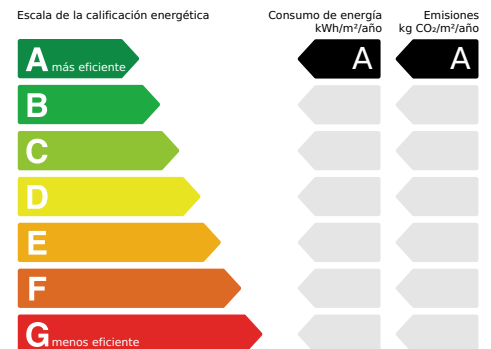 Escala de la calificación energética
Consumo de energía
kWh/m²/año
Emisiones
kg CO₂/m²/año
A más eficiente
A
A
B
C
D
E
F
G menos eficiente